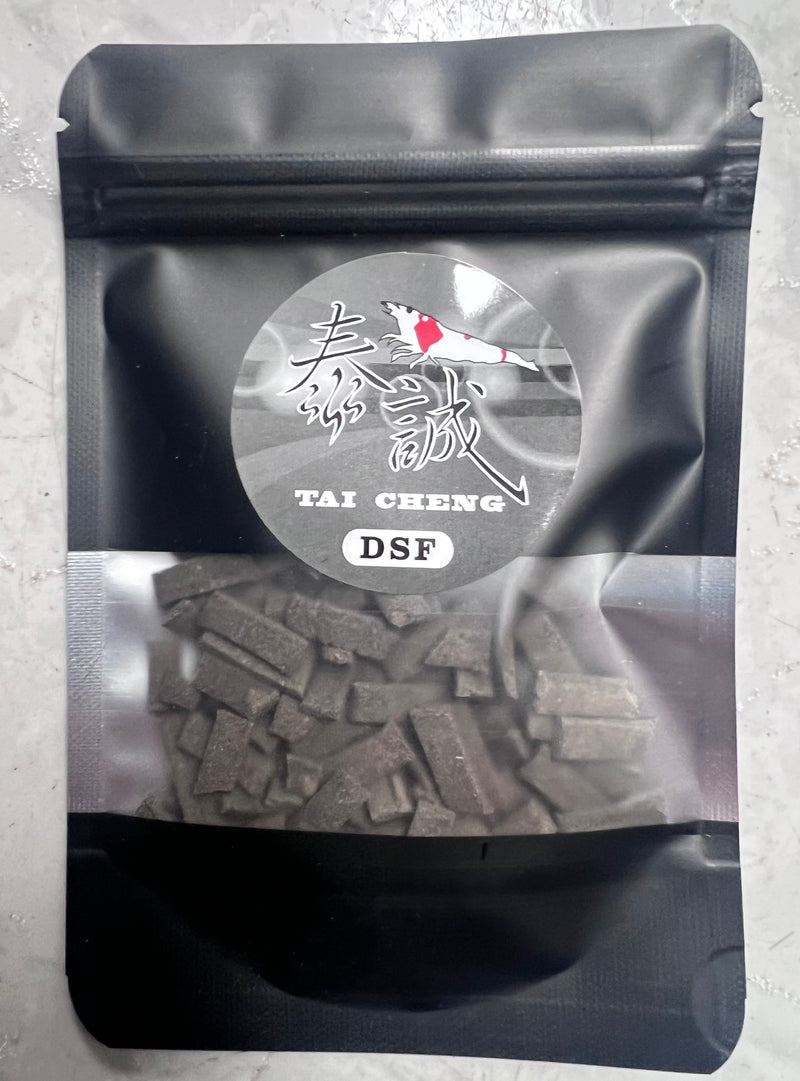 泰誠
TAI CHENG
DSF